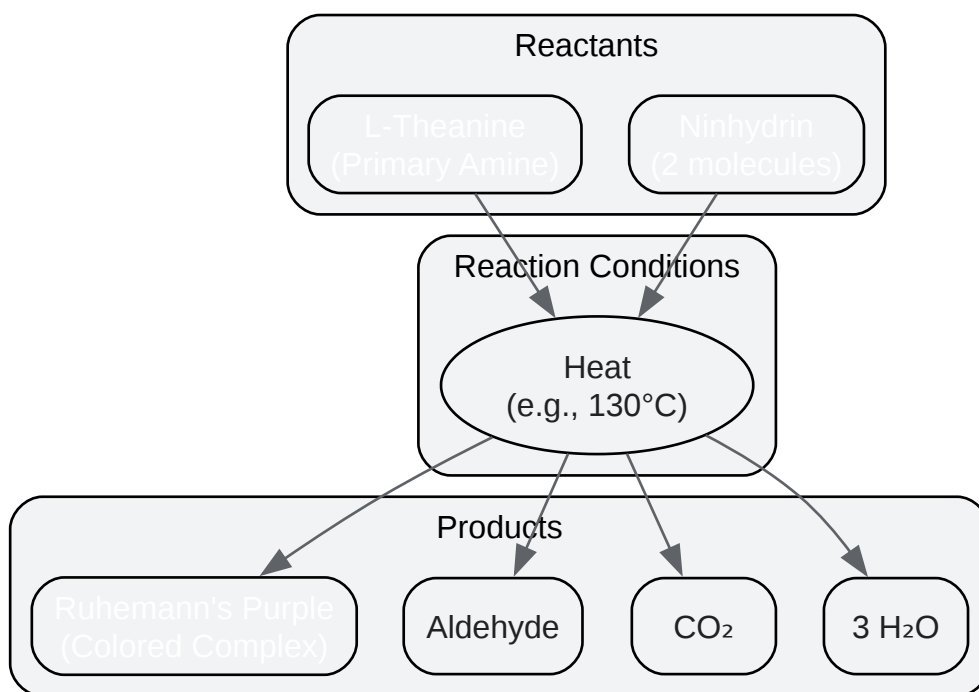 Reactants
L-Theanine
(Primary Amine)
Ninhydrin
(2 molecules)
Reaction Conditions
Heat
(e.g., 130°C)
Products
Ruhemann's Purple
(Colored Complex)
Aldehyde
CO₂
3 H₂O